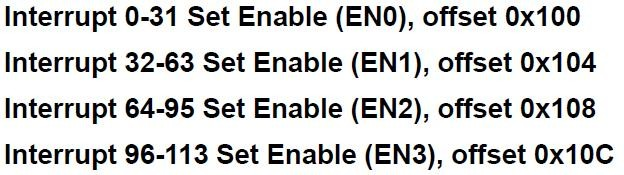 Interrupt 0-31 Set Enable (EN0), offset 0x100
Interrupt 32-63 Set Enable (EN1), offset 0x104
Interrupt 64-95 Set Enable (EN2), offset 0x108
Interrupt 96-113 Set Enable (EN3), offset 0x10C